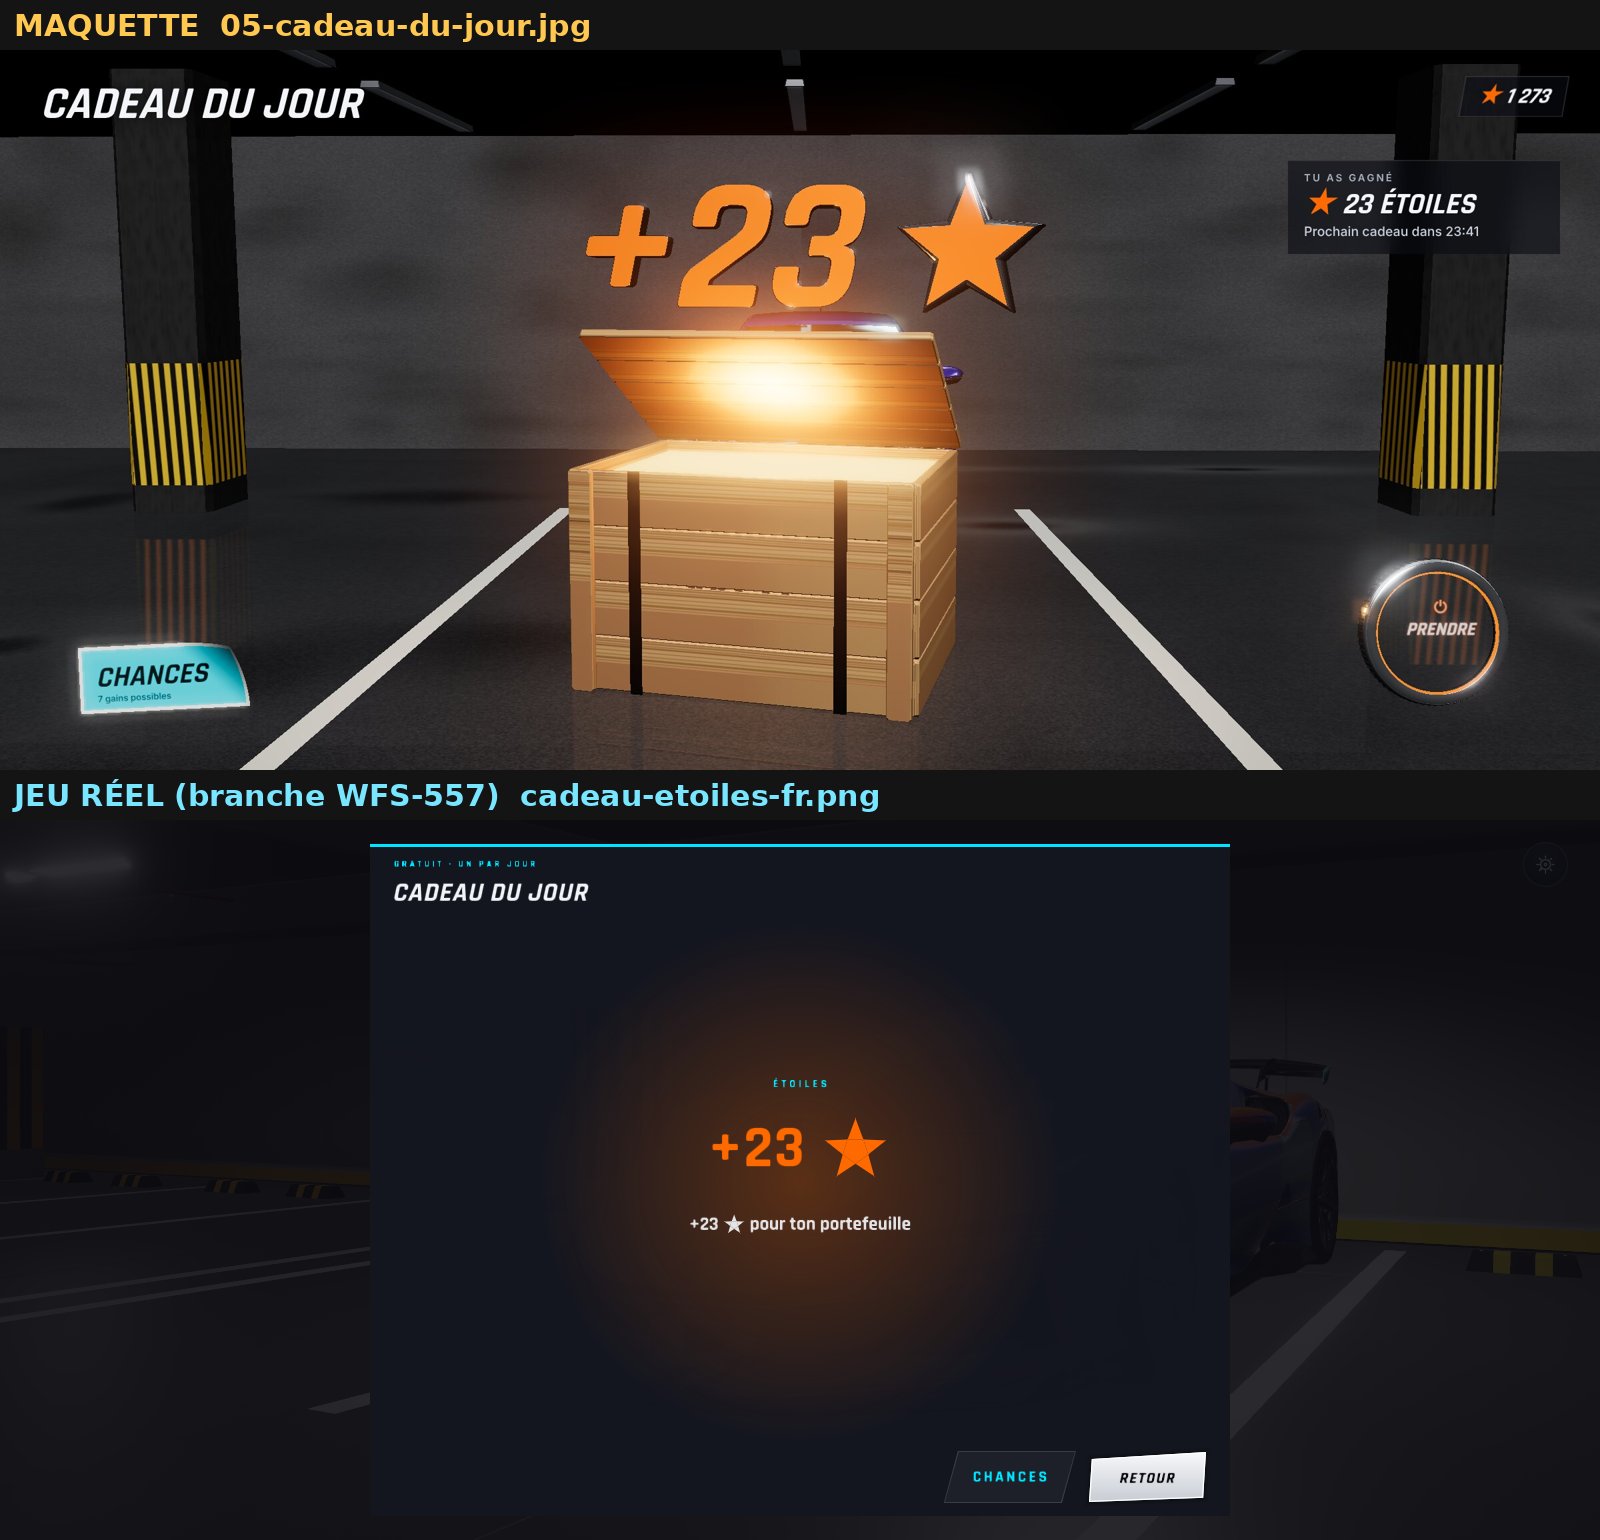 MAQUETTE  05-cadeau-du-jour.jpg
CADEAU DU JOUR
★ 1 273
TU AS GAGNÉ
★ 23 ÉTOILES
Prochain cadeau dans 23:41
+23 ★
CHANCES
7 gains possibles
PRENDRE
JEU RÉEL (branche WFS-557)  cadeau-etoiles-fr.png
GRATUIT · UN PAR JOUR
CADEAU DU JOUR
ÉTOILES
+23 ★
+23 ★ pour ton portefeuille
CHANCES
RETOUR